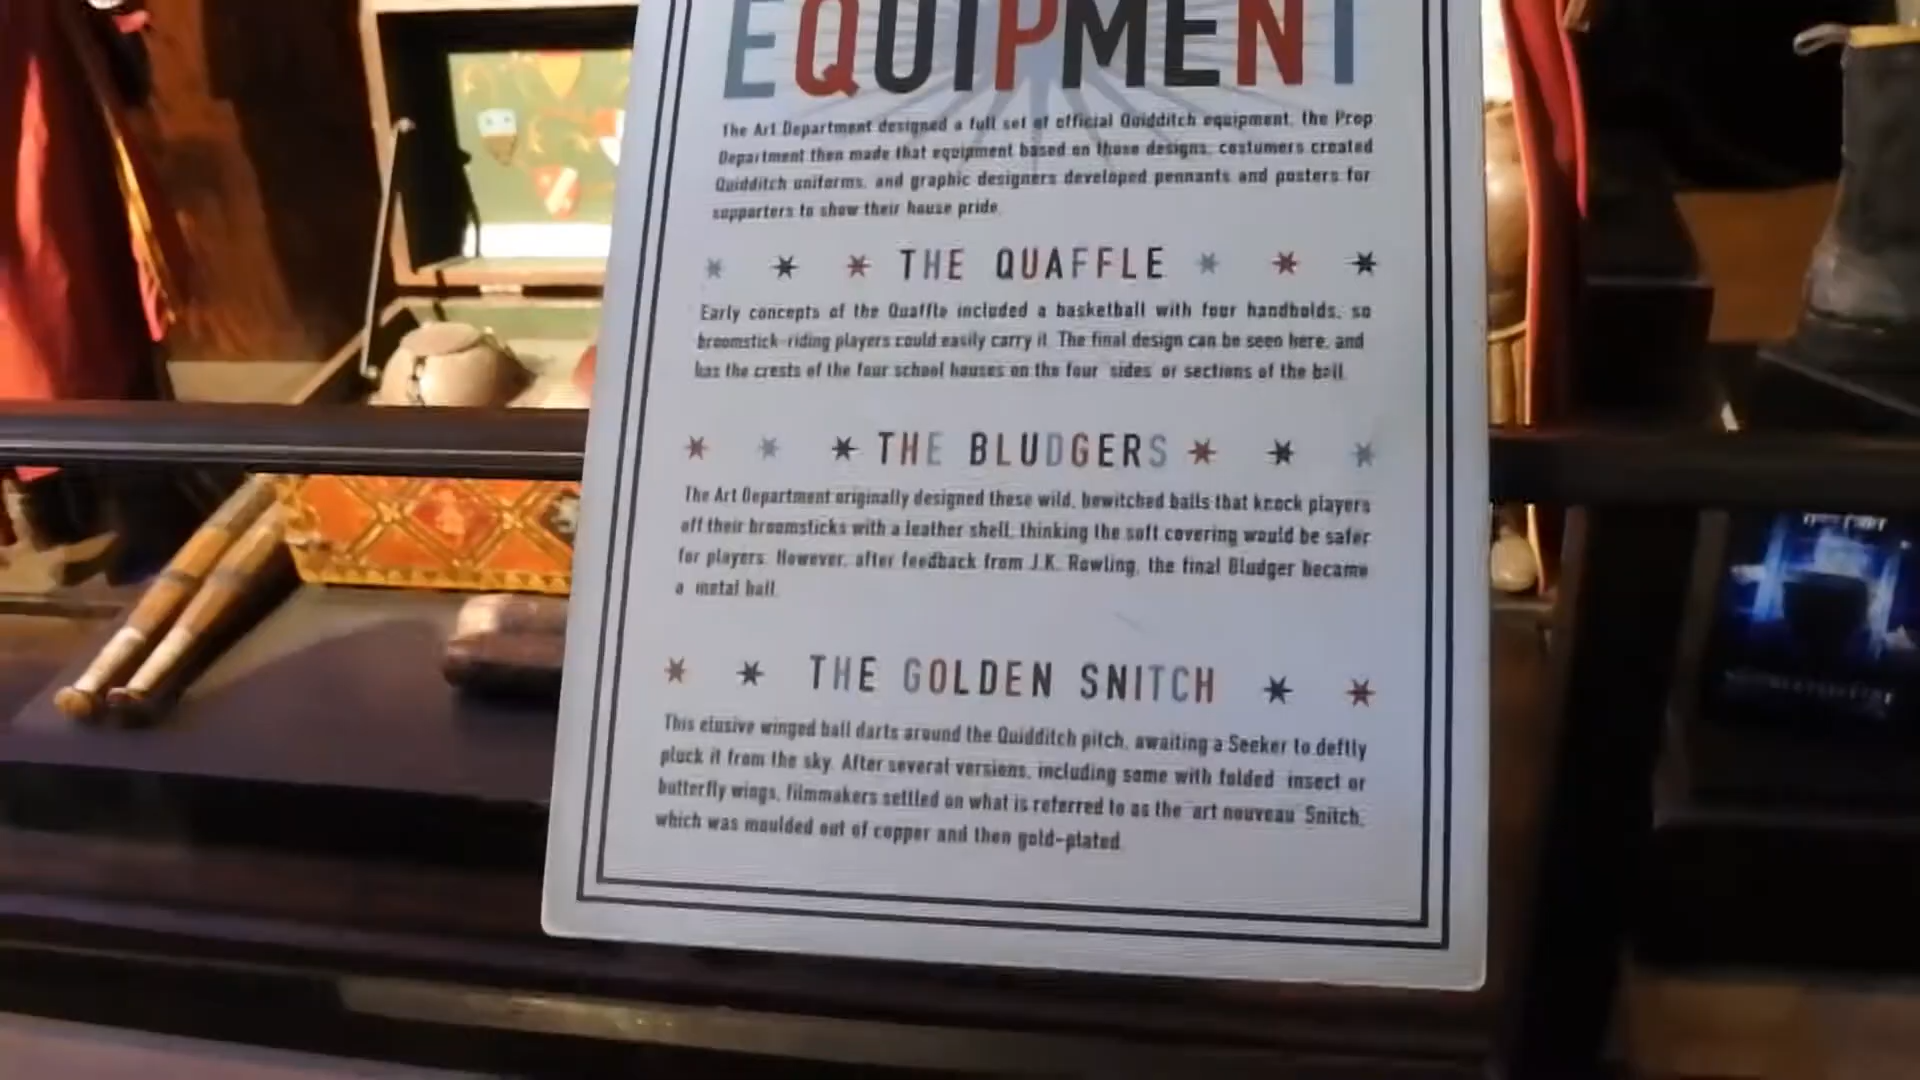 EQUIPMENT
The Art Department designed a full set of official Quidditch equipment, the Prop
Department then made that equipment based on those designs, costumers created
Quidditch uniforms, and graphic designers developed pennants and posters for
supporters to show their house pride.
THE QUAFFLE
Early concepts of the Quaffle included a basketball with four handholds, so
broomstick-riding players could easily carry it. The final design can be seen here, and
has the crests of the four school houses on the four 'sides' or sections of the ball.
THE BLUDGERS
The Art Department originally designed these wild, bewitched balls that knock players
off their broomsticks with a leather shell, thinking the soft covering would be safer
for players. However, after feedback from J.K. Rowling, the final Bludger became
a metal ball.
THE GOLDEN SNITCH
This elusive winged ball darts around the Quidditch pitch, awaiting a Seeker to deftly
pluck it from the sky. After several versions, including some with folded insect or
butterfly wings, filmmakers settled on what is referred to as the 'art nouveau' Snitch,
which was moulded out of copper and then gold-plated.